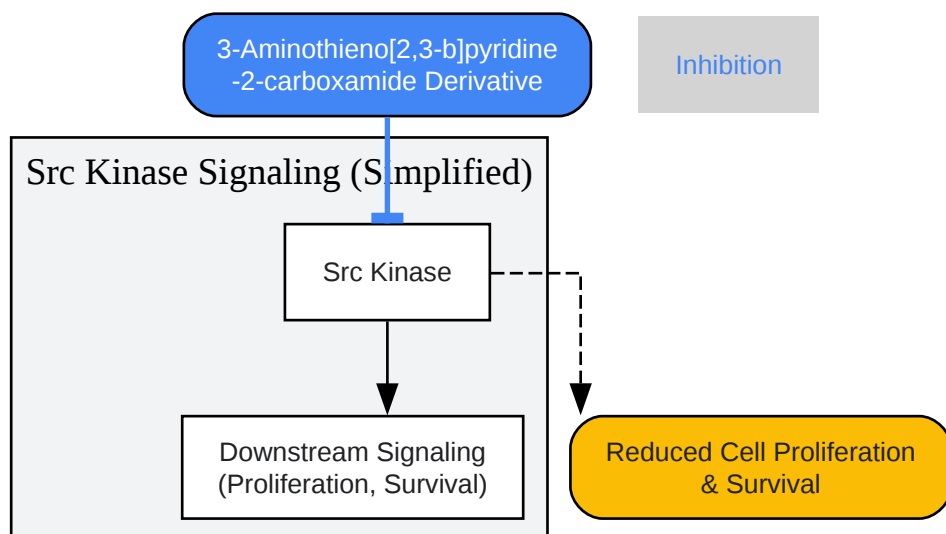 3-Aminothieno[2,3-b]pyridine
-2-carboxamide Derivative
Inhibition
Src Kinase Signaling (Simplified)
Src Kinase
Downstream Signaling
(Proliferation, Survival)
Reduced Cell Proliferation
& Survival